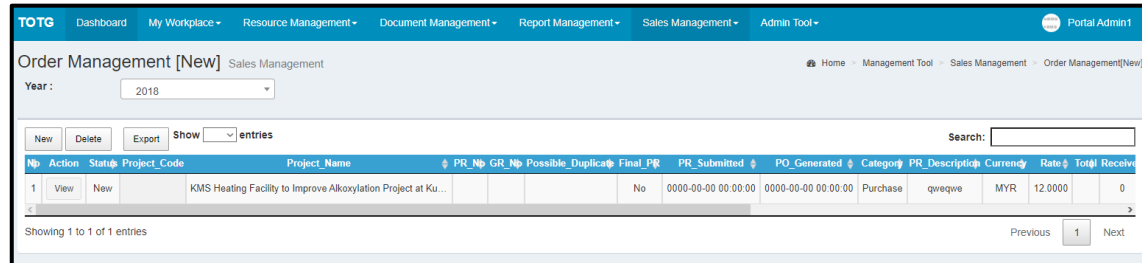 TOTG Dashboard My Workplace Resource Management Document Management Report Management Sales Management Admin Tool Portal Admin1
Order Management [New] Sales Management Home > Management Tool > Sales Management > Order Management[New]
Year :
2018
New Delete Export Show entries Search:
No Action Status Project_Code Project_Name PR_No GR_No Possible_Duplicate Final_PR PR_Submitted PO_Generated Category PR_Description Currency Rate Total Receive
1 View New KMS Heating Facility to Improve Alkoxylation Project at Ku... No 0000-00-00 00:00:00 0000-00-00 00:00:00 Purchase qweqwe MYR 12.0000 0
Showing 1 to 1 of 1 entries Previous 1 Next